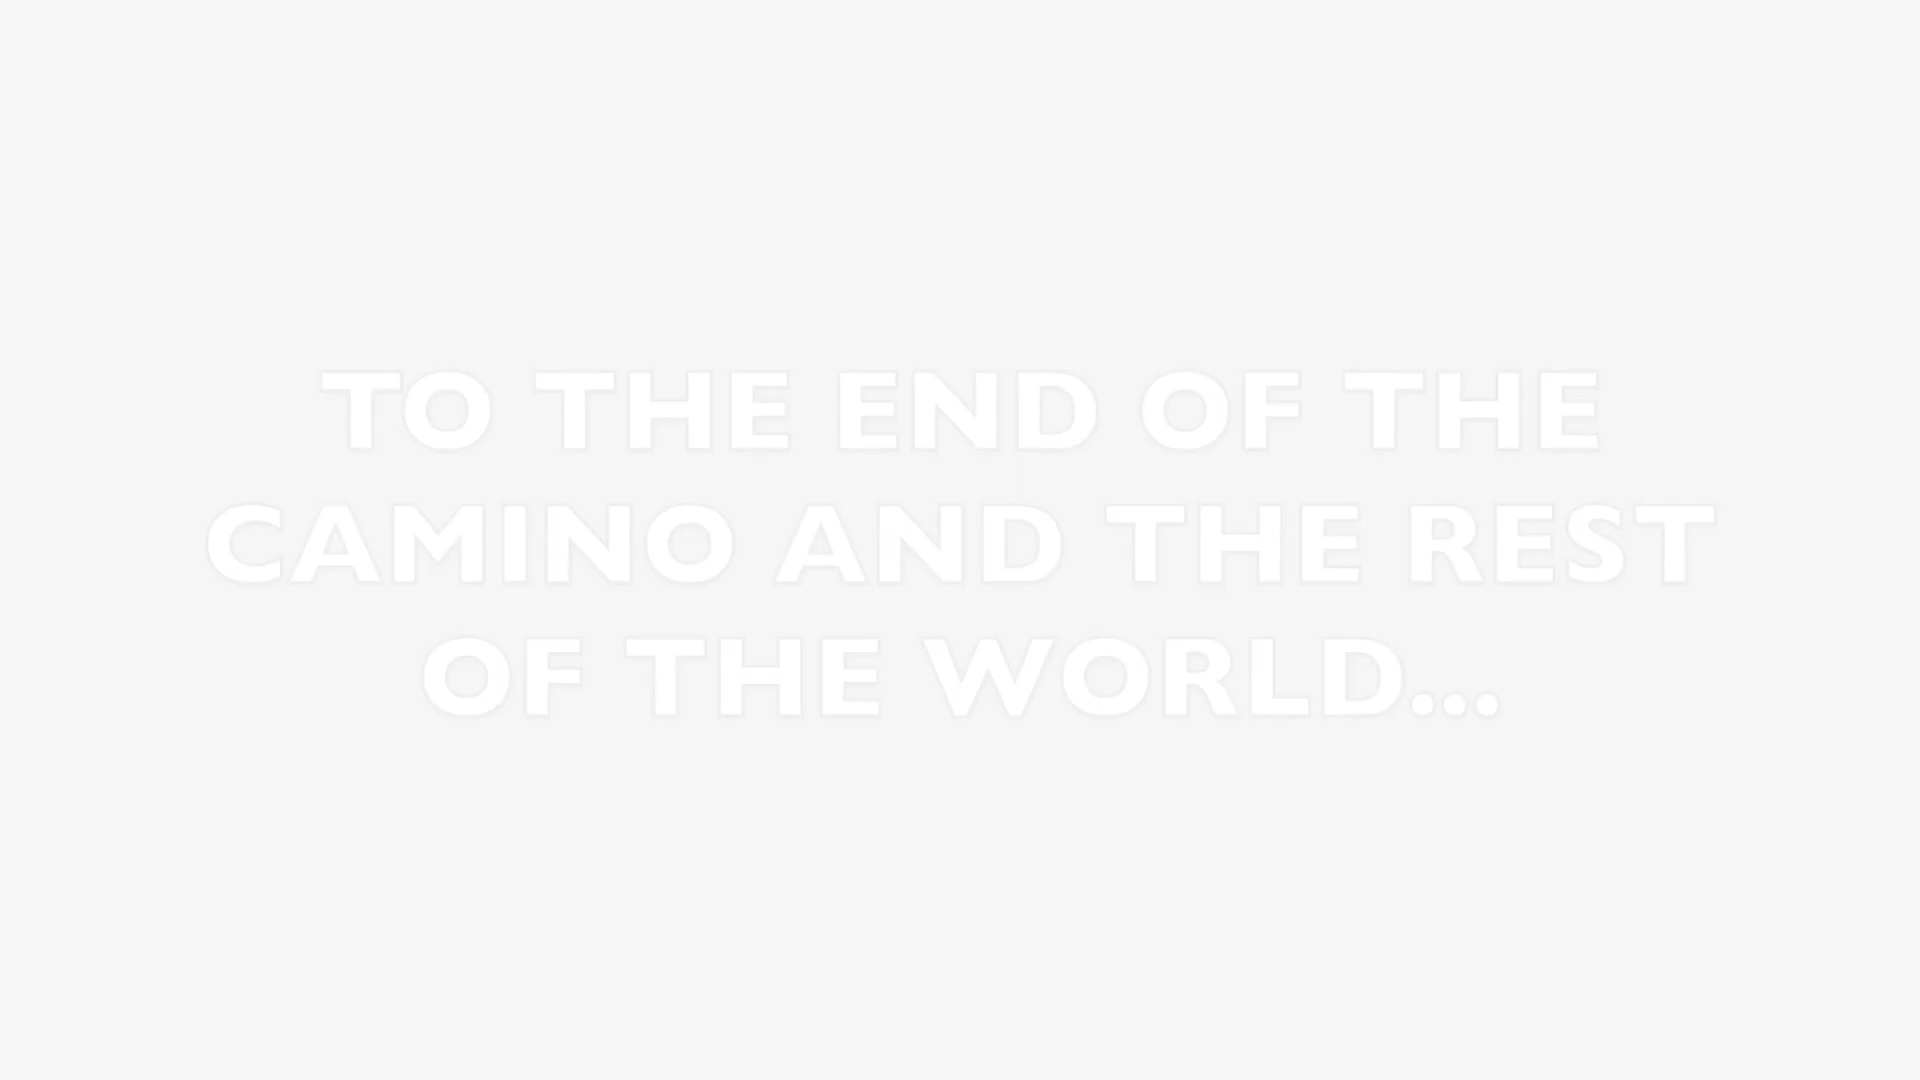 TO THE END OF THE
CAMINO AND THE REST
OF THE WORLD...